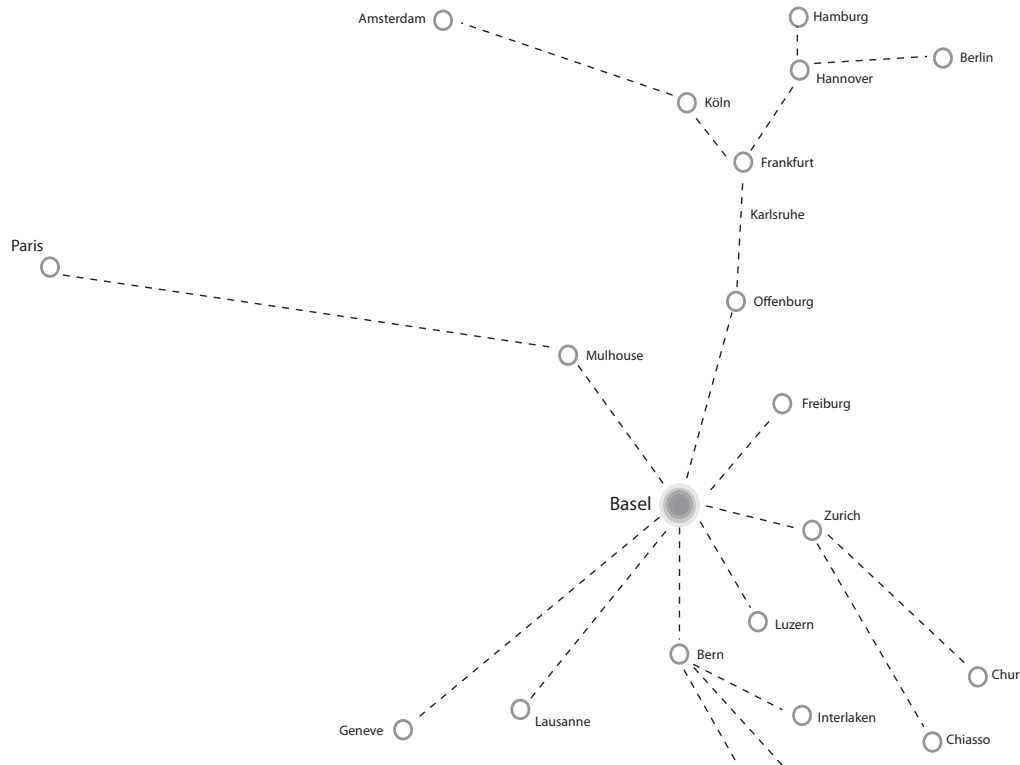 Hamburg
Amsterdam
Berlin
Hannover
Köln
Frankfurt
Karlsruhe
Paris
Offenburg
Mulhouse
Freiburg
Basel
Zurich
Luzern
Bern
Chur
Interlaken
Lausanne
Geneve
Chiasso